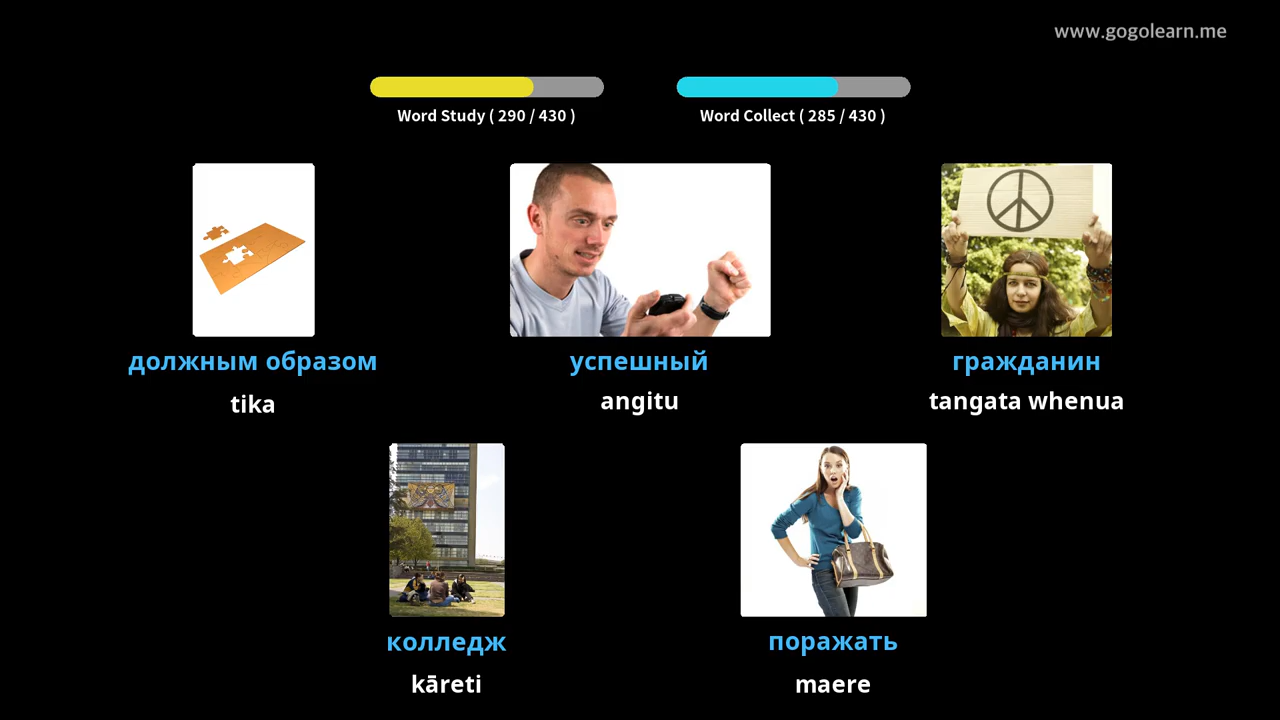 www.gogolearn.me
Word Study ( 290 / 430 )
Word Collect ( 285 / 430 )
должным образом
tika
успешный
angitu
гражданин
tangata whenua
колледж
kāreti
поражать
maere